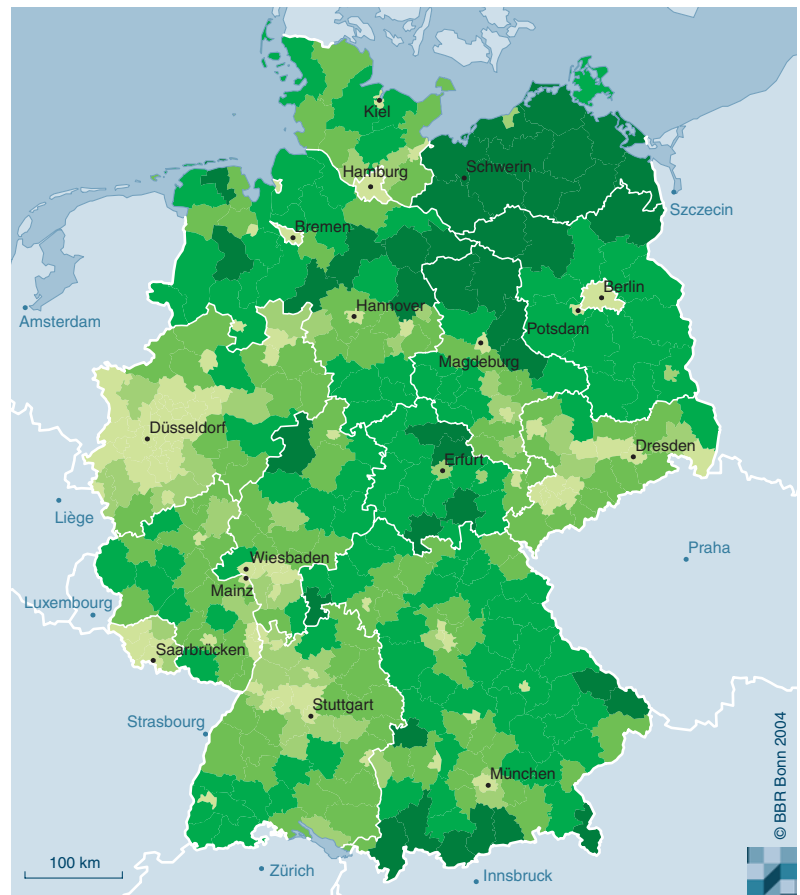 Kiel
Hamburg
Schwerin
Szczecin
Bremen
Berlin
Hannover
Amsterdam
Potsdam
Magdeburg
Düsseldorf
Dresden
Erfurt
Liège
Praha
Wiesbaden
Mainz
Luxembourg
Saarbrücken
Stuttgart
Strasbourg
München
© BBR Bonn 2004
100 km
Zürich
Innsbruck